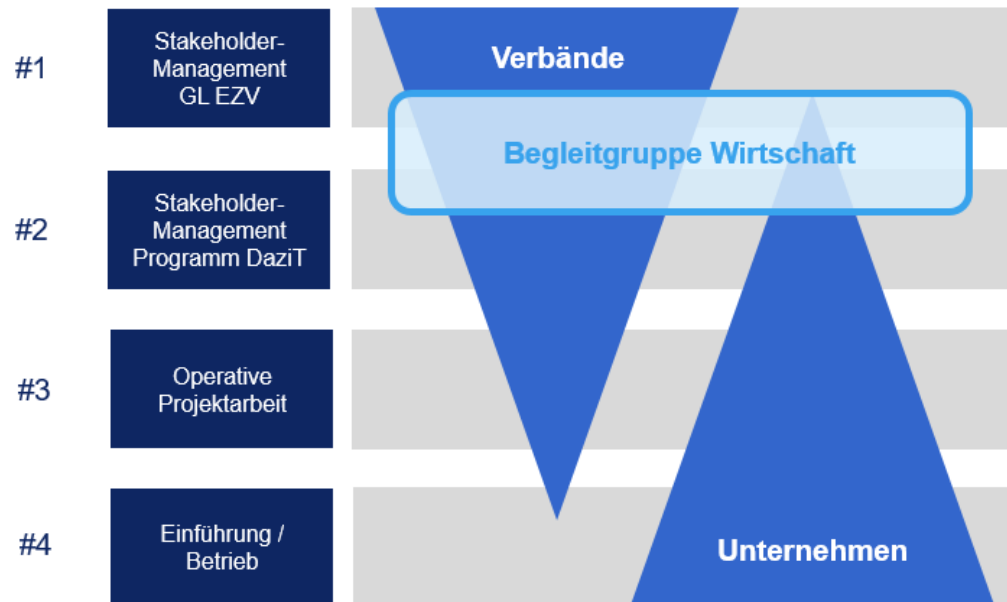 #1
Stakeholder-
Management
GL EZV
Verbände
Begleitgruppe Wirtschaft
#2
Stakeholder-
Management
Programm DaziT
#3
Operative
Projektarbeit
#4
Einführung /
Betrieb
Unternehmen